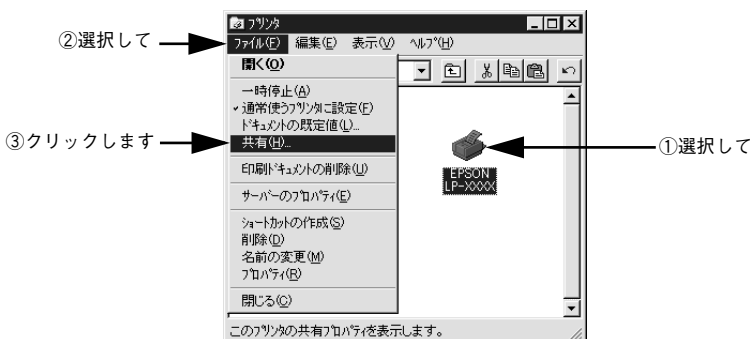 プリンタ
②選択して
ファイル(F) 編集(E) 表示(V) ヘルプ(H)
開く(O)
一時停止(A)
通常使うプリンタに設定(F)
ドキュメントの既定値(L)...
③クリックします
共有(H)...
①選択して
印刷ドキュメントの削除(U)
EPSON
LP-XXXX
サーバーのプロパティ(E)
ショートカットの作成(S)
削除(D)
名前の変更(M)
プロパティ(R)
閉じる(C)
このプリンタの共有プロパティを表示します。